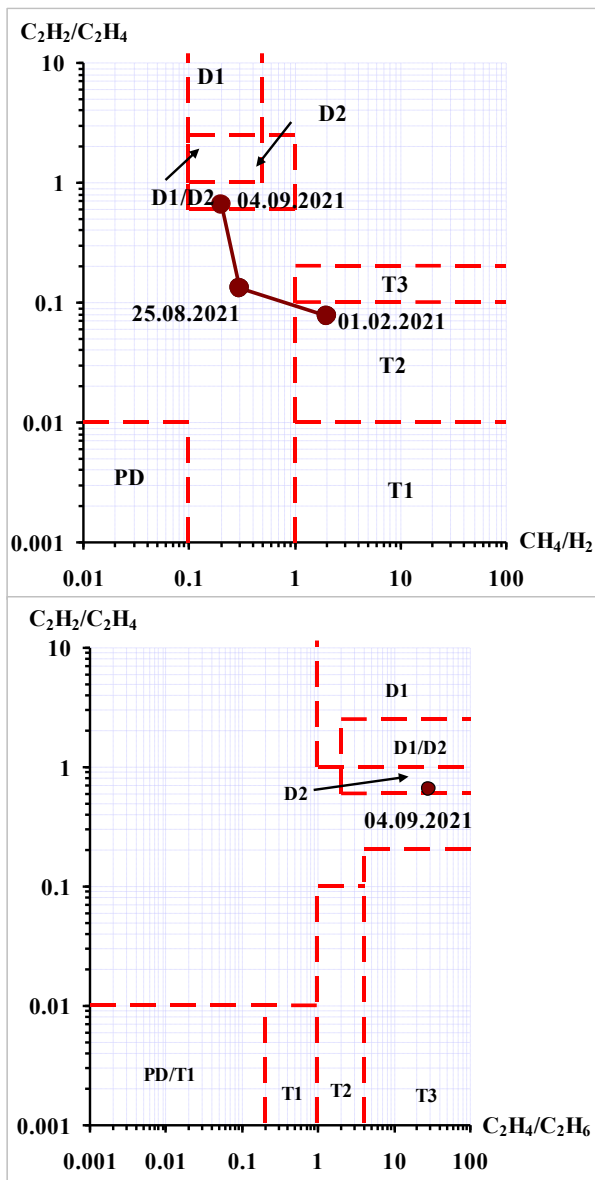 C₂H₂/C₂H₄
10
D1
D2
1
D1/D2
04.09.2021
T3
0.1
25.08.2021
01.02.2021
T2
0.01
PD
T1
0.001
CH₄/H₂
0.01 0.1 1 10 100
C₂H₂/C₂H₄
10
D1
D1/D2
1
D2
04.09.2021
0.1
0.01
PD/T1
T1
T2
T3
0.001
C₂H₄/C₂H₆
0.001 0.01 0.1 1 10 100